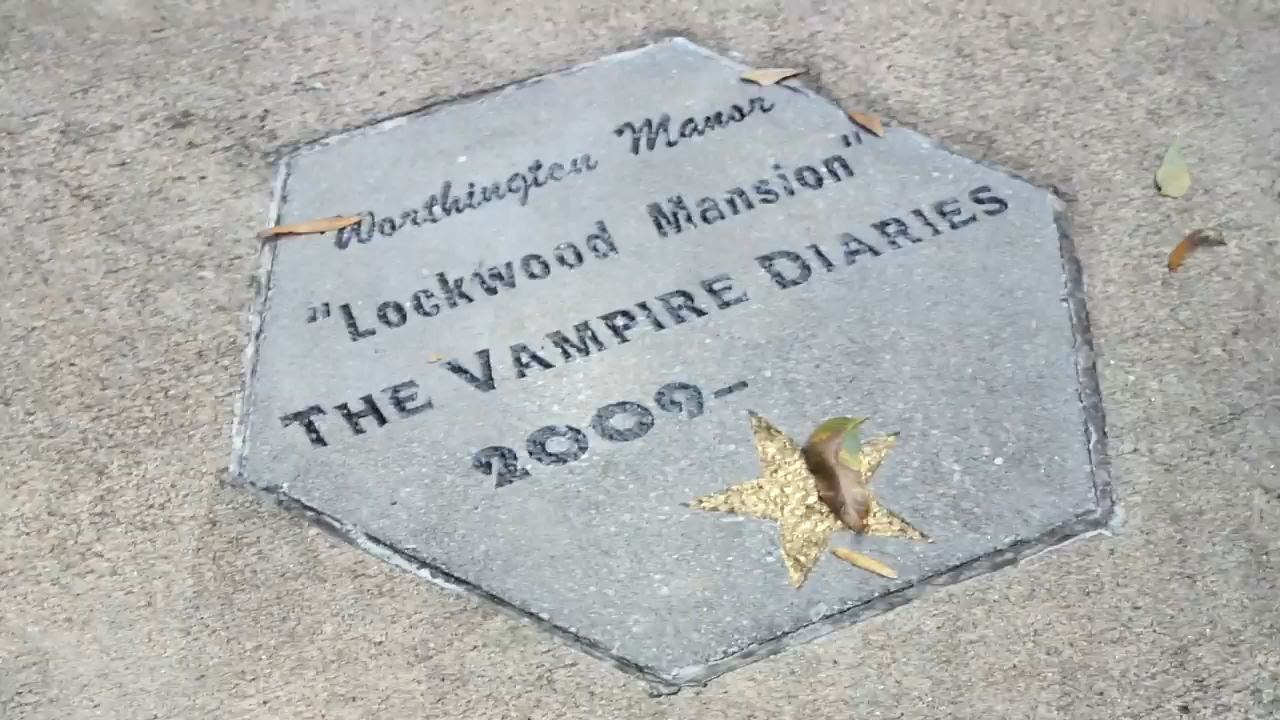 Worthington Manor
"Lockwood Mansion"
THE VAMPIRE DIARIES
2009-